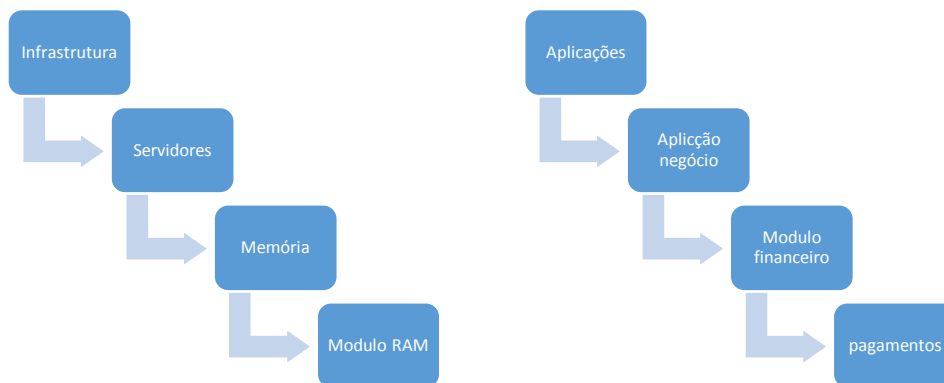 Infrastrutura
Servidores
Memória
Modulo RAM
Aplicações
Aplicção
negócio
Modulo
financeiro
pagamentos